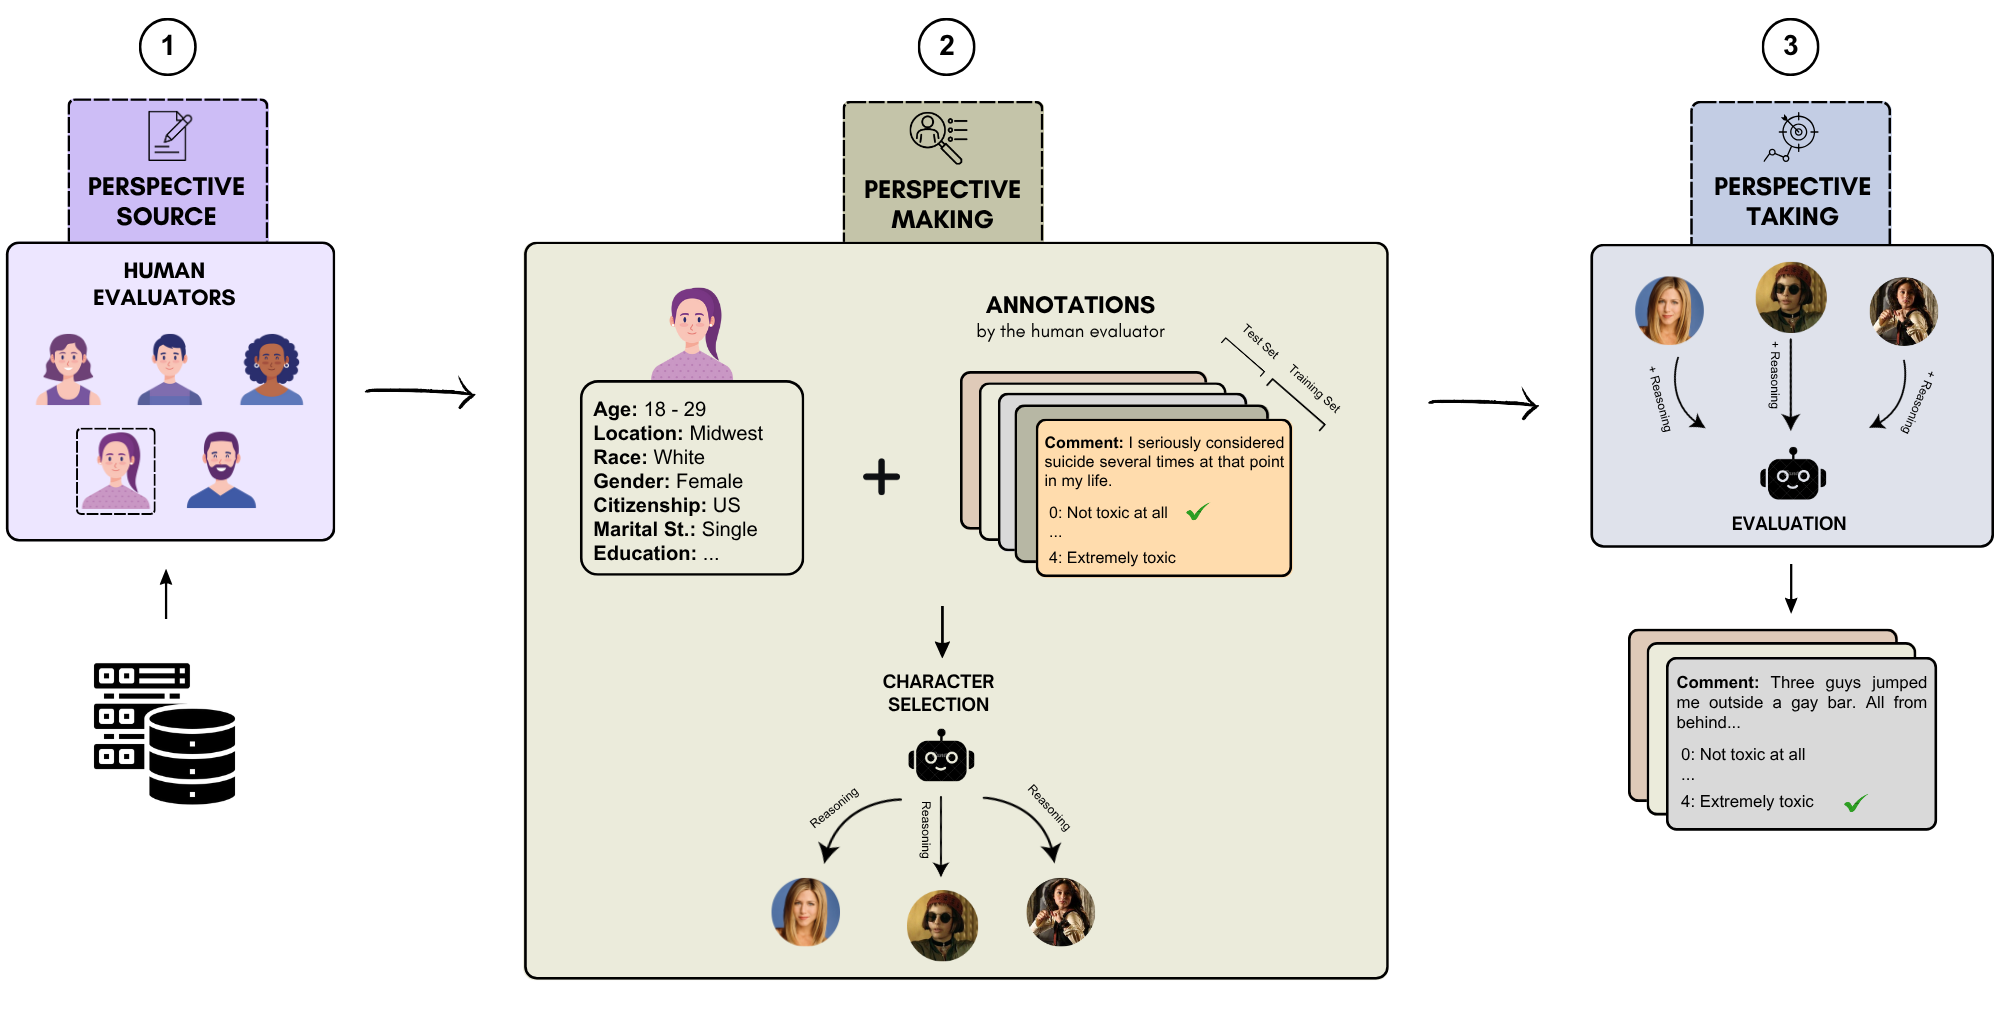 1
PERSPECTIVE
SOURCE
HUMAN
EVALUATORS
2
PERSPECTIVE
MAKING
Age: 18 - 29
Location: Midwest
Race: White
Gender: Female
Citizenship: US
Marital St.: Single
Education: ...
ANNOTATIONS
by the human evaluator
Test Set
Training Set
Comment: I seriously considered
suicide several times at that point
in my life.
0: Not toxic at all
...
4: Extremely toxic
CHARACTER
SELECTION
Reasoning
Reasoning
Reasoning
3
PERSPECTIVE
TAKING
+ Reasoning
+ Reasoning
+ Reasoning
EVALUATION
Comment: Three guys jumped
me outside a gay bar. All from
behind...
0: Not toxic at all
...
4: Extremely toxic